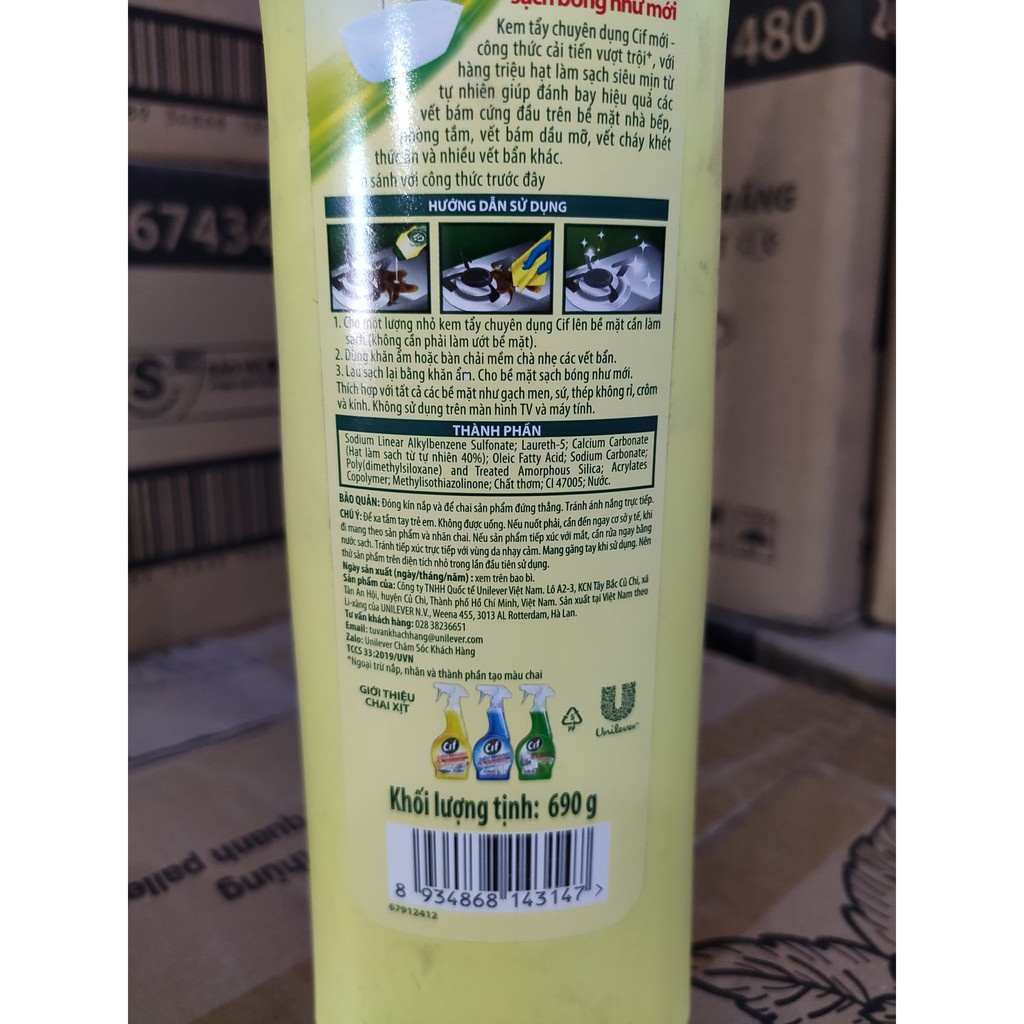 sạch bóng như mới
Kem tẩy chuyên dụng Cif mới -
công thức cải tiến vượt trội⁺, với
hàng triệu hạt làm sạch siêu mịn từ
tự nhiên giúp đánh bay hiệu quả các
vết bám cứng đầu trên bề mặt nhà bếp,
phòng tắm, vết bám dầu mỡ, vết cháy khét
thức ăn và nhiều vết bẩn khác.
sánh với công thức trước đây
HƯỚNG DẪN SỬ DỤNG
1. Cho một lượng nhỏ kem tẩy chuyên dụng Cif lên bề mặt cần làm
sạch (không cần phải làm ướt bề mặt).
2. Dùng khăn ẩm hoặc bàn chải mềm chà nhẹ các vết bẩn.
3. Lau sạch lại bằng khăn ẩm. Cho bề mặt sạch bóng như mới.
Thích hợp với tất cả các bề mặt như gạch men, sứ, thép không rỉ, crôm
và kính. Không sử dụng trên màn hình TV và máy tính.
THÀNH PHẦN
Sodium Linear Alkylbenzene Sulfonate; Laureth-5; Calcium Carbonate
(Hạt làm sạch từ tự nhiên 40%); Oleic Fatty Acid; Sodium Carbonate;
Poly(dimethylsiloxane) and Treated Amorphous Silica; Acrylates
Copolymer; Methylisothiazolinone; Chất thơm; CI 47005; Nước.
BẢO QUẢN: Đóng kín nắp và để chai sản phẩm đứng thẳng. Tránh ánh nắng trực tiếp.
CHÚ Ý: Để xa tầm tay trẻ em. Không được uống. Nếu nuốt phải, cần đến ngay cơ sở y tế, khi
đi mang theo sản phẩm và nhãn chai. Nếu sản phẩm tiếp xúc với mắt, cần rửa ngay bằng
nước sạch. Tránh tiếp xúc trực tiếp với vùng da nhạy cảm. Mang găng tay khi sử dụng. Nên
thử sản phẩm trên diện tích nhỏ trong lần đầu tiên sử dụng.
Ngày sản xuất (ngày/tháng/năm) : xem trên bao bì.
Sản phẩm của: Công ty TNHH Quốc tế Unilever Việt Nam. Lô A2-3, KCN Tây Bắc Củ Chi, xã
Tân An Hội, huyện Củ Chi, Thành phố Hồ Chí Minh, Việt Nam. Sản xuất tại Việt Nam theo
Li-xăng của UNILEVER N.V., Weena 455, 3013 AL Rotterdam, Hà Lan.
Tư vấn khách hàng: 028 38236651
Email: tuvankhachhang@unilever.com
Zalo: Unilever Chăm Sóc Khách Hàng
TCCS 33:2019/UVN
*Ngoại trừ nắp, nhãn và thành phần tạo màu chai
GIỚI THIỆU
CHAI XỊT
Cif Cif Cif
5
PP
Unilever
Khối lượng tịnh: 690 g
8 934868 143147 >
67912412
480
67434
RĂNG
thùng
quanh palle